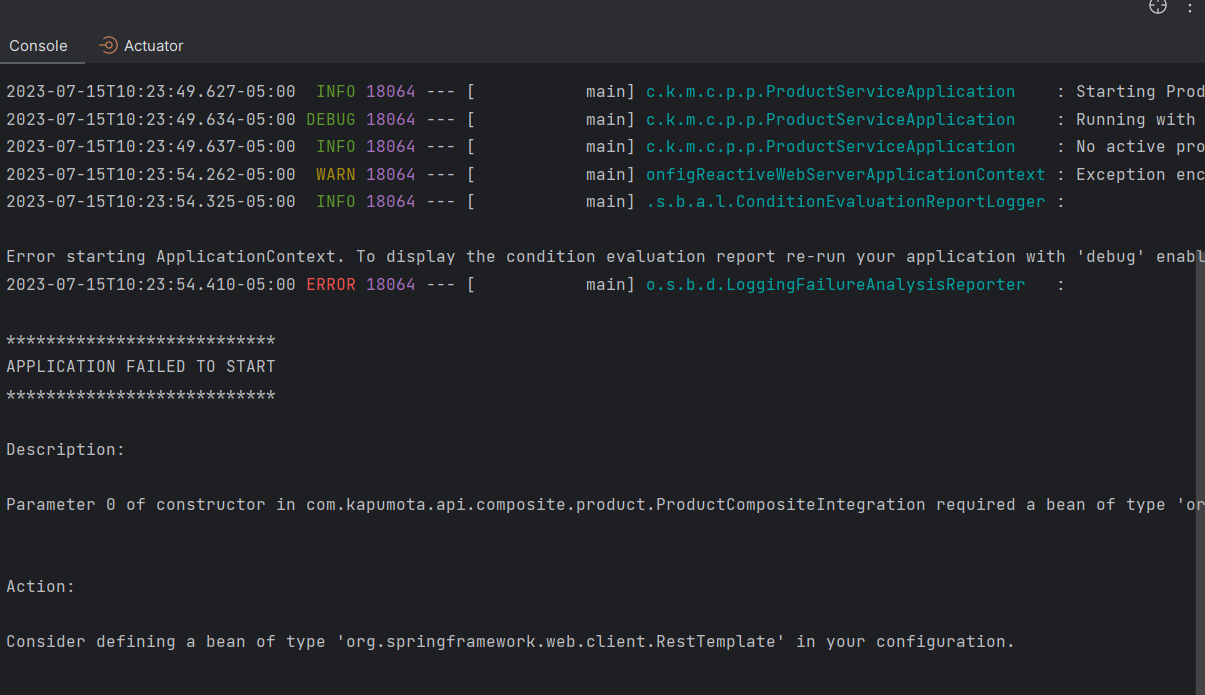 Console Actuator
2023-07-15T10:23:49.627-05:00  INFO 18064 --- [           main] c.k.m.c.p.p.ProductServiceApplication    : Starting Prod
2023-07-15T10:23:49.634-05:00 DEBUG 18064 --- [           main] c.k.m.c.p.p.ProductServiceApplication    : Running with
2023-07-15T10:23:49.637-05:00  INFO 18064 --- [           main] c.k.m.c.p.p.ProductServiceApplication    : No active pro
2023-07-15T10:23:54.262-05:00  WARN 18064 --- [           main] onfigReactiveWebServerApplicationContext : Exception enc
2023-07-15T10:23:54.325-05:00  INFO 18064 --- [           main] .s.b.a.l.ConditionEvaluationReportLogger :
Error starting ApplicationContext. To display the condition evaluation report re-run your application with 'debug' enabl
2023-07-15T10:23:54.410-05:00 ERROR 18064 --- [           main] o.s.b.d.LoggingFailureAnalysisReporter   :
***************************
APPLICATION FAILED TO START
***************************
Description:
Parameter 0 of constructor in com.kapumota.api.composite.product.ProductCompositeIntegration required a bean of type 'or
Action:
Consider defining a bean of type 'org.springframework.web.client.RestTemplate' in your configuration.